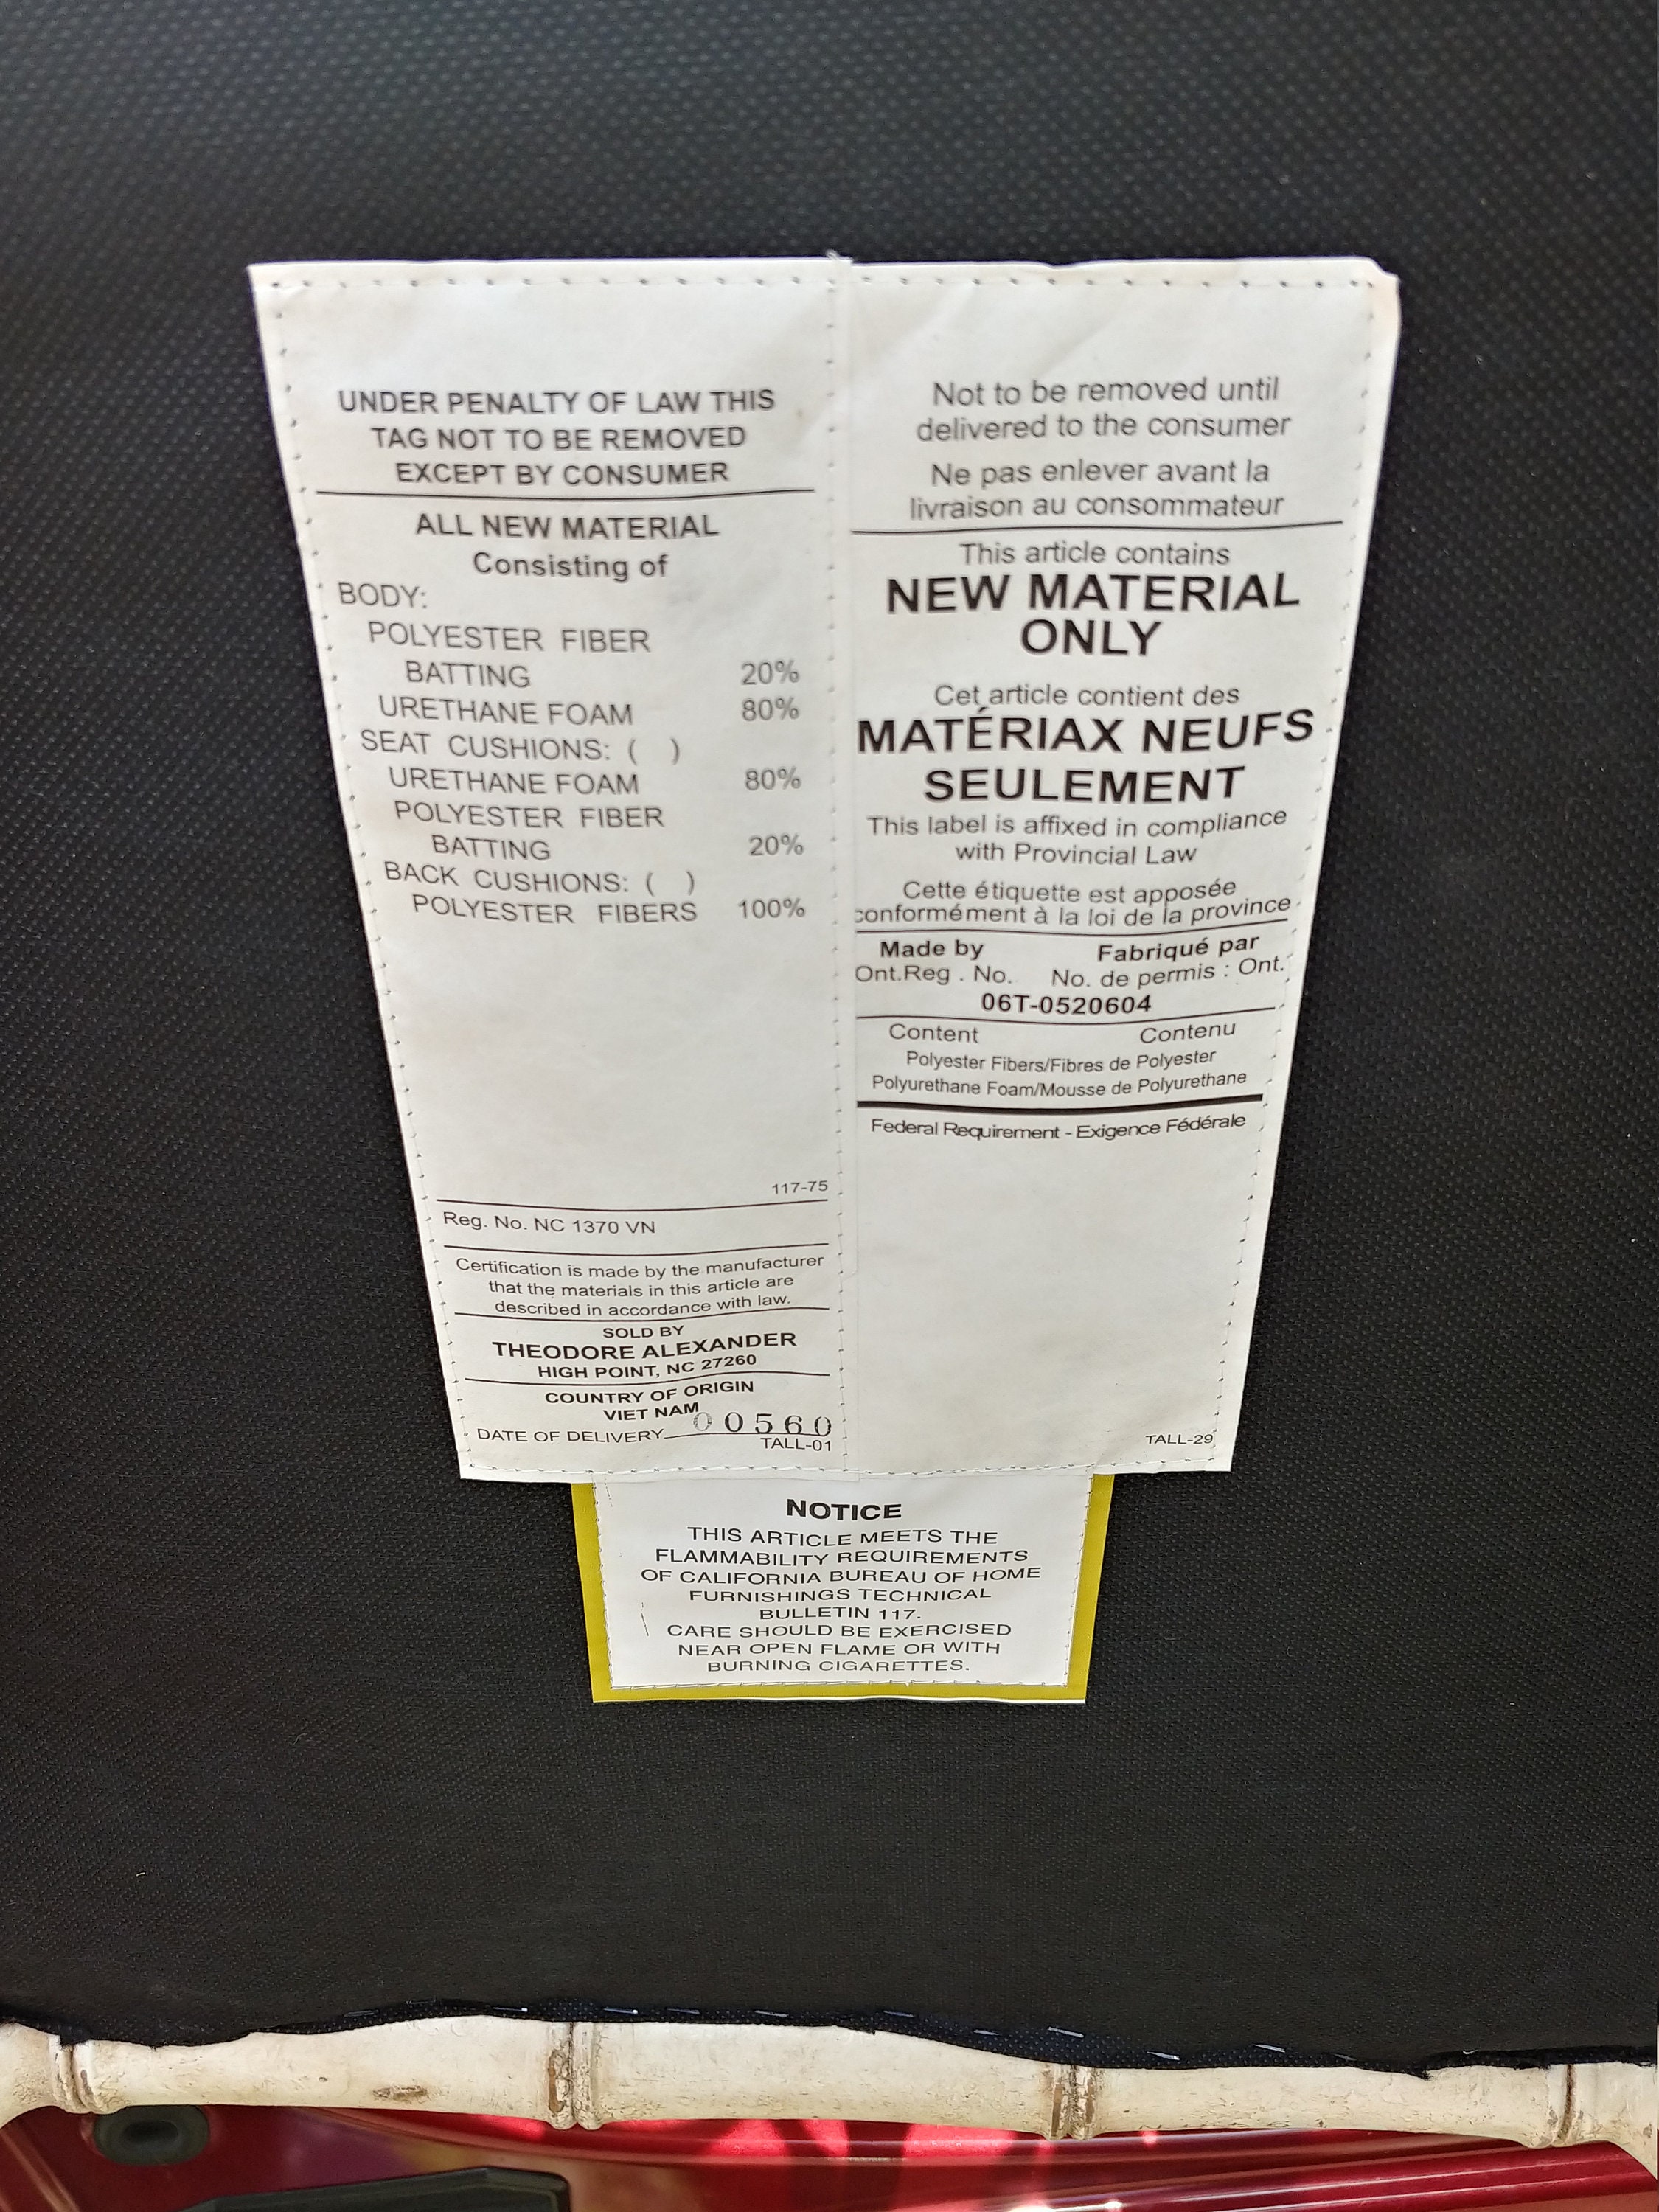 UNDER PENALTY OF LAW THIS
TAG NOT TO BE REMOVED
EXCEPT BY CONSUMER
ALL NEW MATERIAL
Consisting of
BODY:
POLYESTER FIBER
BATTING 20%
URETHANE FOAM 80%
SEAT CUSHIONS: ( )
URETHANE FOAM 80%
POLYESTER FIBER
BATTING 20%
BACK CUSHIONS: ( )
POLYESTER FIBERS 100%
117-75
Reg. No. NC 1370 VN
Certification is made by the manufacturer
that the materials in this article are
described in accordance with law.
SOLD BY
THEODORE ALEXANDER
HIGH POINT, NC 27260
COUNTRY OF ORIGIN
VIET NAM
DATE OF DELIVERY 00560
TALL-01
Not to be removed until
delivered to the consumer
Ne pas enlever avant la
livraison au consommateur
This article contains
NEW MATERIAL
ONLY
Cet article contient des
MATÉRIAX NEUFS
SEULEMENT
This label is affixed in compliance
with Provincial Law
Cette étiquette est apposée
conformément à la loi de la province
Made by Fabriqué par
Ont.Reg . No. No. de permis : Ont.
06T-0520604
Content Contenu
Polyester Fibers/Fibres de Polyester
Polyurethane Foam/Mousse de Polyurethane
Federal Requirement - Exigence Fédérale
TALL-29
NOTICE
THIS ARTICLE MEETS THE
FLAMMABILITY REQUIREMENTS
OF CALIFORNIA BUREAU OF HOME
FURNISHINGS TECHNICAL
BULLETIN 117.
CARE SHOULD BE EXERCISED
NEAR OPEN FLAME OR WITH
BURNING CIGARETTES.